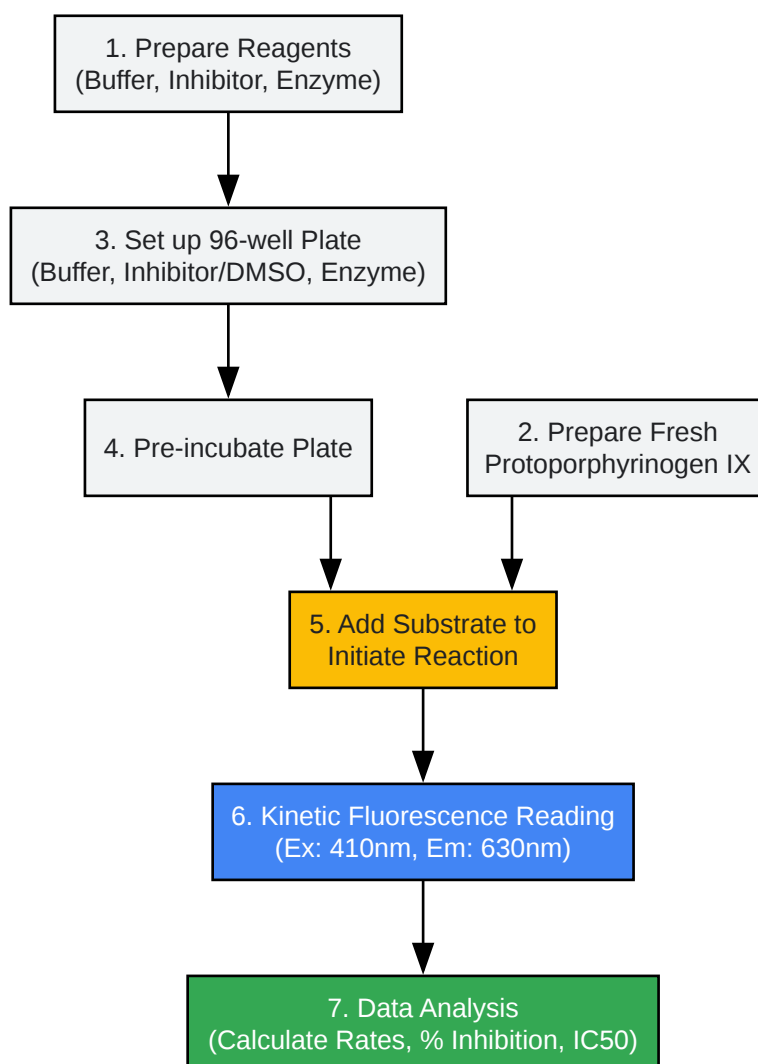 1. Prepare Reagents
(Buffer, Inhibitor, Enzyme)
3. Set up 96-well Plate
(Buffer, Inhibitor/DMSO, Enzyme)
4. Pre-incubate Plate
2. Prepare Fresh
Protoporphyrinogen IX
5. Add Substrate to
Initiate Reaction
6. Kinetic Fluorescence Reading
(Ex: 410nm, Em: 630nm)
7. Data Analysis
(Calculate Rates, % Inhibition, IC50)